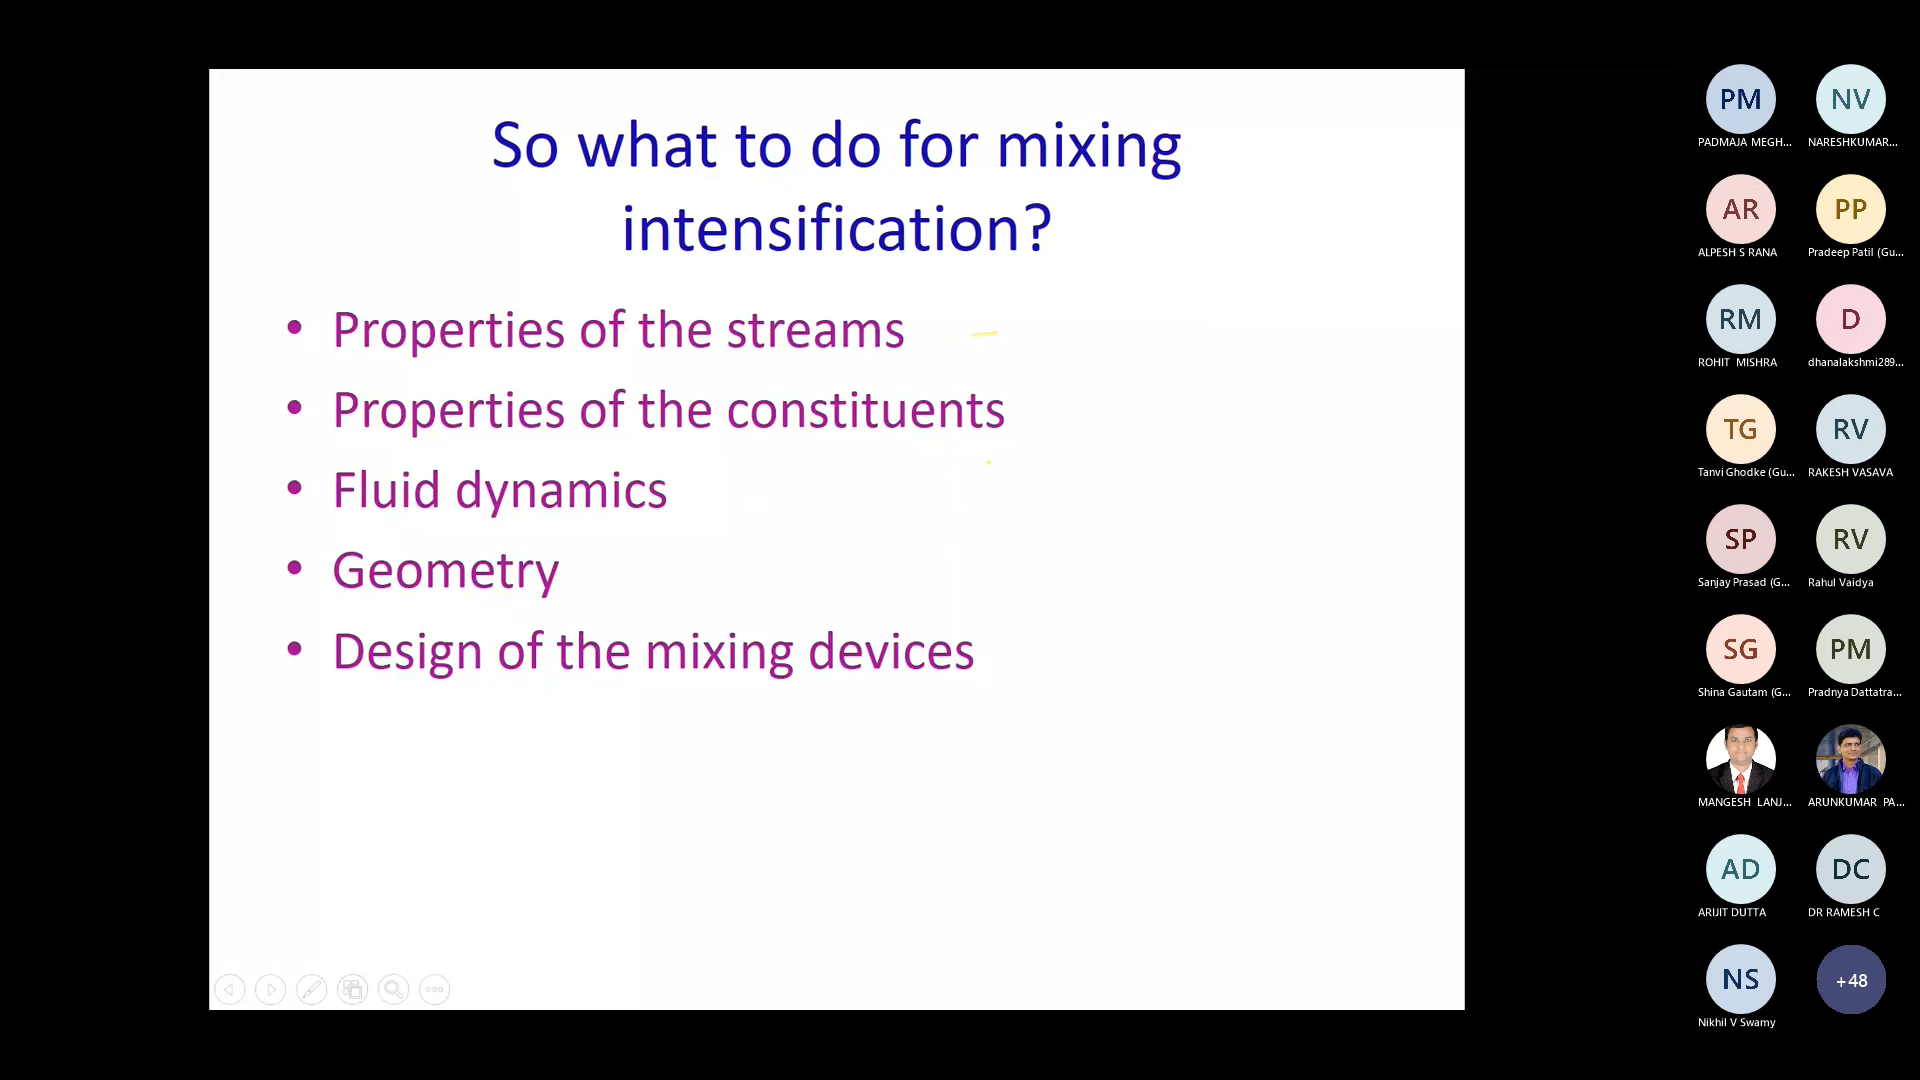 So what to do for mixing
intensification?
• Properties of the streams
• Properties of the constituents
• Fluid dynamics
• Geometry
• Design of the mixing devices
PM NV
PADMAJA MEGH... NARESHKUMAR...
AR PP
ALPESH S RANA Pradeep Patil (Gu...
RM D
ROHIT MISHRA dhanalakshmi289...
TG RV
Tanvi Ghodke (Gu... RAKESH VASAVA
SP RV
Sanjay Prasad (G... Rahul Vaidya
SG PM
Shina Gautam (G... Pradnya Dattatra...
MANGESH LANJ... ARUNKUMAR PA...
AD DC
ARIJIT DUTTA DR RAMESH C
NS +48
Nikhil V Swamy